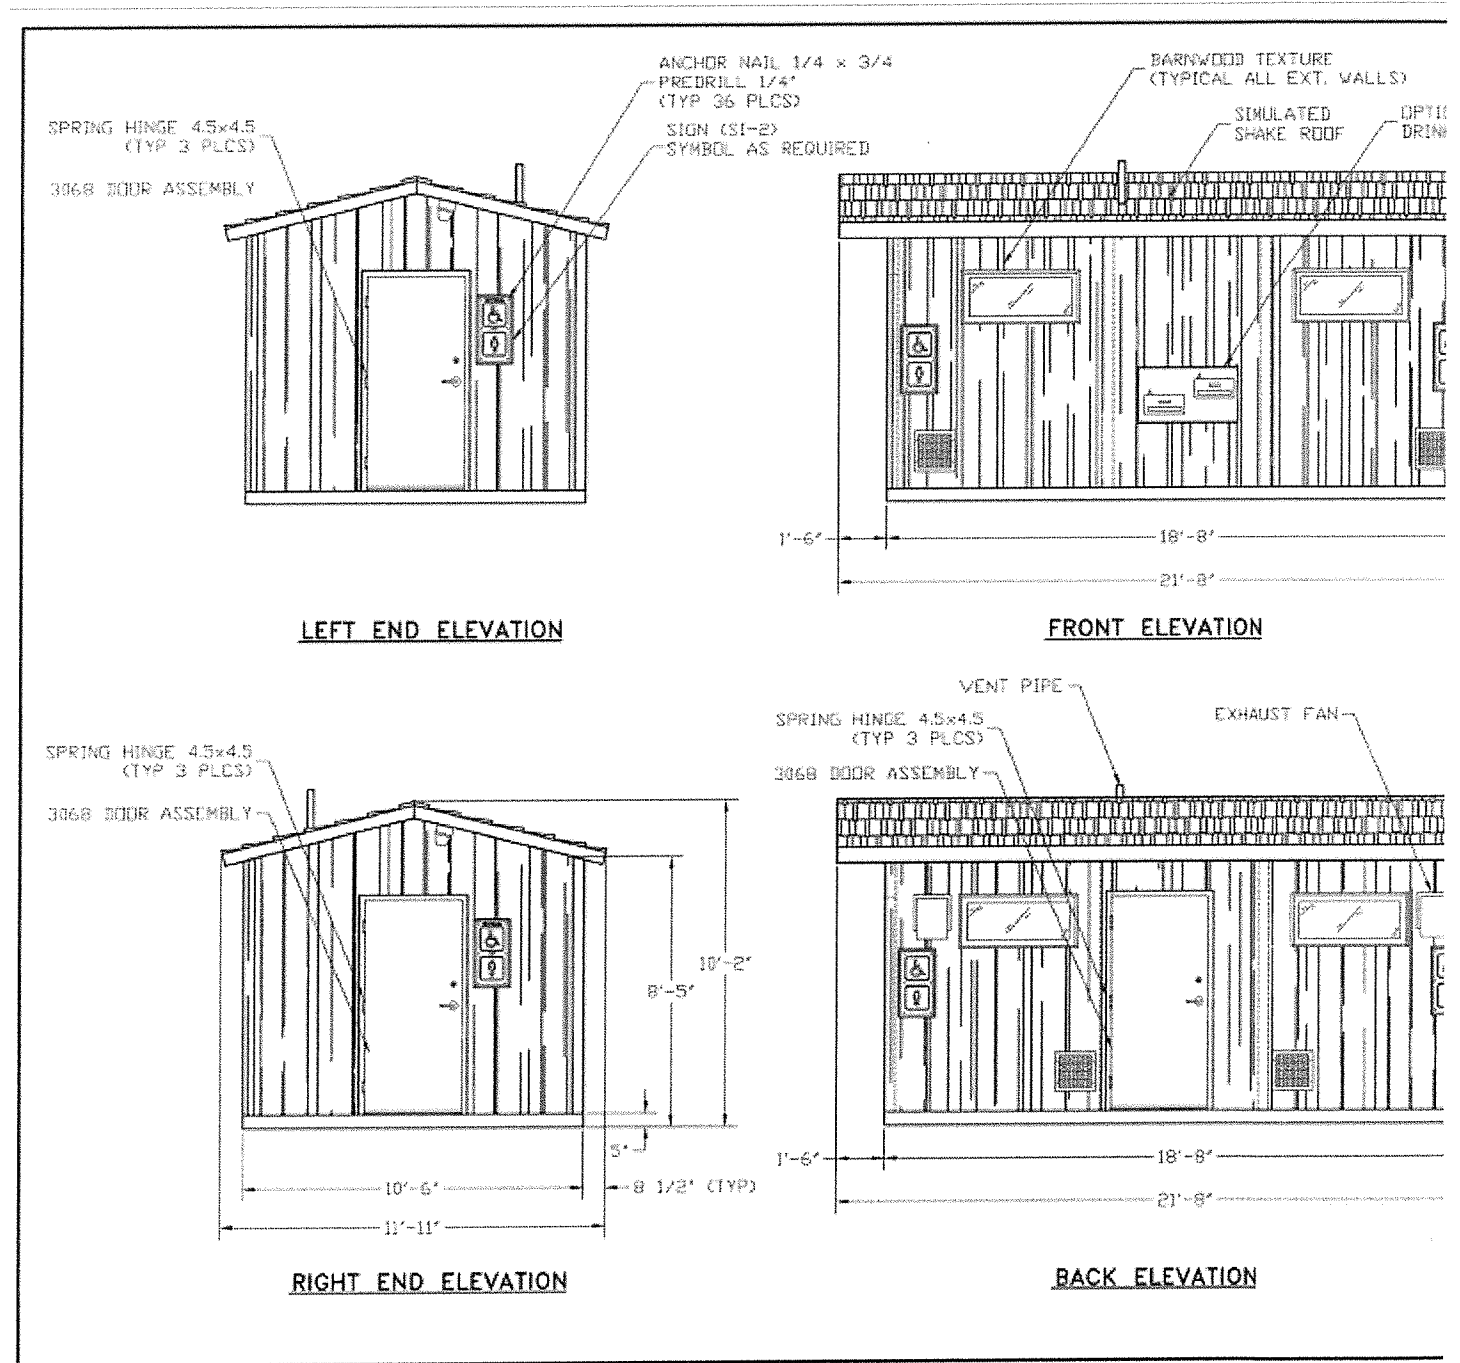 ANCHOR NAIL 1/4 x 3/4
PREDRILL 1/4"
(TYP 36 PLCS)
SIGN (SI-2)
SYMBOL AS REQUIRED
SPRING HINGE 4.5x4.5
(TYP 3 PLCS)
3068 DOOR ASSEMBLY
LEFT END ELEVATION
BARNWOOD TEXTURE
(TYPICAL ALL EXT. WALLS)
SIMULATED
SHAKE ROOF
1'-6"
18'-8"
21'-8"
FRONT ELEVATION
SPRING HINGE 4.5x4.5
(TYP 3 PLCS)
3068 DOOR ASSEMBLY
10'-2"
8'-5"
5"
10'-6"
8 1/2" (TYP)
11'-11"
RIGHT END ELEVATION
VENT PIPE
EXHAUST FAN
SPRING HINGE 4.5x4.5
(TYP 3 PLCS)
3068 DOOR ASSEMBLY
1'-6"
18'-8"
21'-8"
BACK ELEVATION